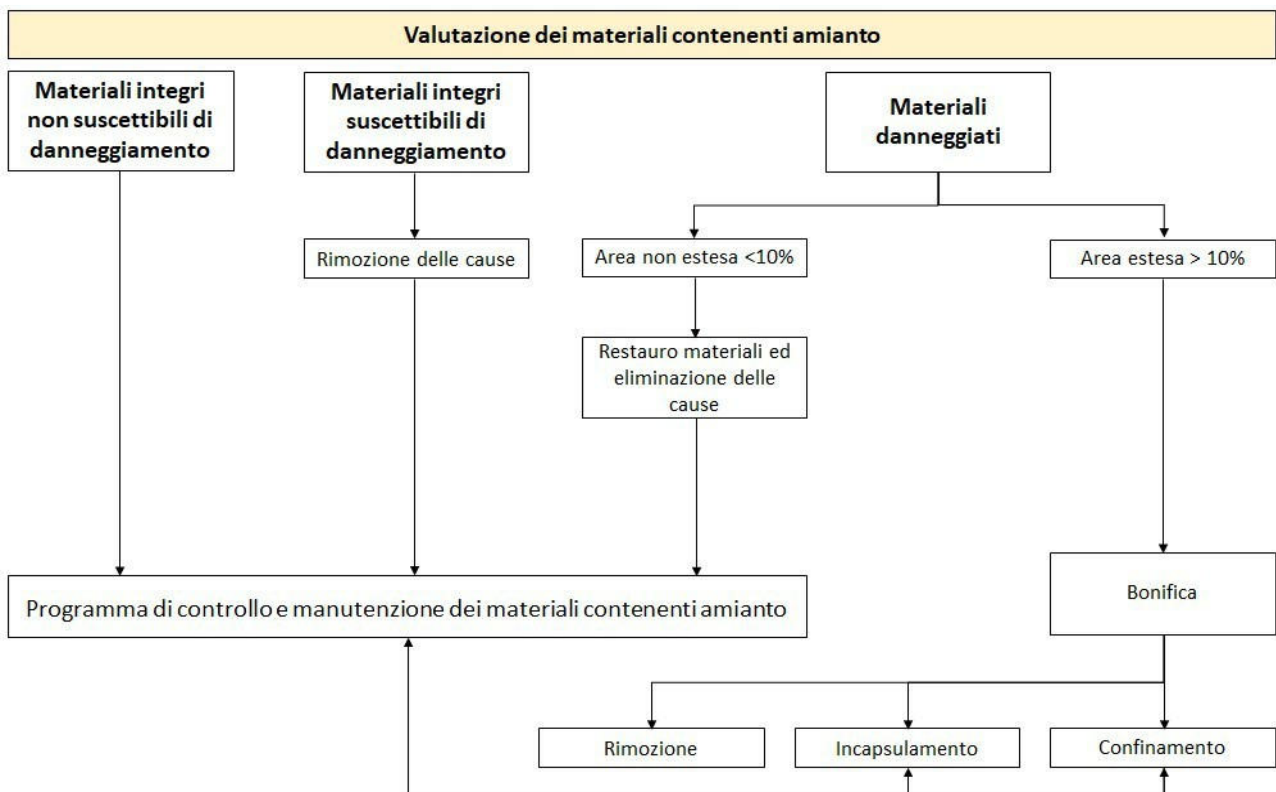 Valutazione dei materiali contenenti amianto
Materiali integri
non suscettibili di
danneggiamento
Materiali integri
suscettibili di
danneggiamento
Materiali
danneggiati
Rimozione delle cause
Area non estesa <10%
Area estesa > 10%
Restauro materiali ed
eliminazione delle
cause
Programma di controllo e manutenzione dei materiali contenenti amianto
Bonifica
Rimozione
Incapsulamento
Confinamento